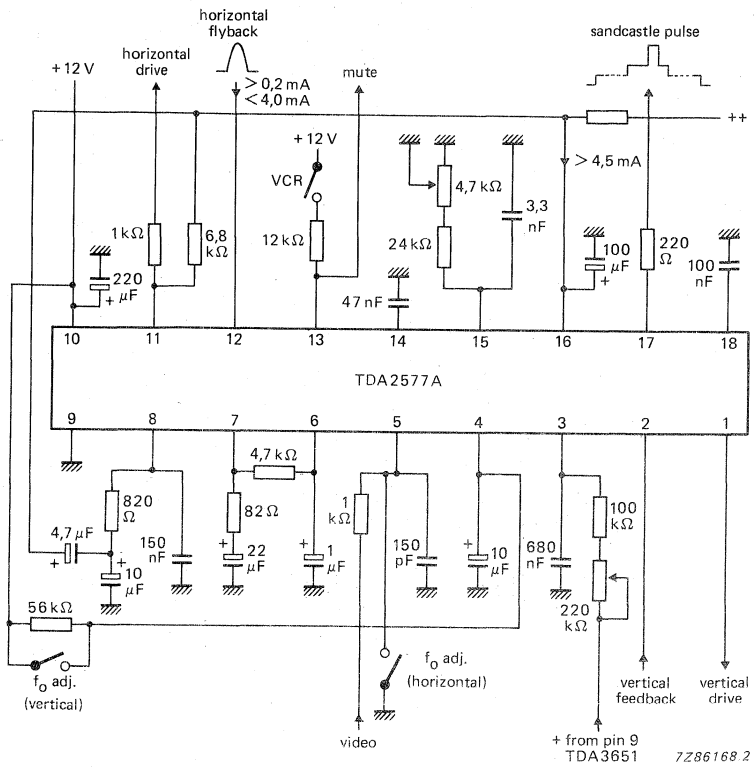 horizontal
flyback
sandcastle pulse
+12 V
horizontal
drive
> 0,2 mA
< 4,0 mA
mute
++
+12 V
VCR
> 4,5 mA
1 kΩ
6,8
kΩ
220
μF
+
12 kΩ
47 nF
4,7 kΩ
24 kΩ
3,3
nF
100
μF
+
220
Ω
100
nF
10
11
12
13
14
15
16
17
18
TDA2577A
9
8
7
6
5
4
3
2
1
820
Ω
4,7 μF
+
+
10
μF
150
nF
4,7 kΩ
82 Ω
+
22
μF
+
1
μF
1
kΩ
150
pF
+
10
μF
680
nF
100
kΩ
220
kΩ
56 kΩ
fo adj.
(vertical)
fo adj.
(horizontal)
video
+ from pin 9
TDA3651
vertical
feedback
vertical
drive
7Z86168.2